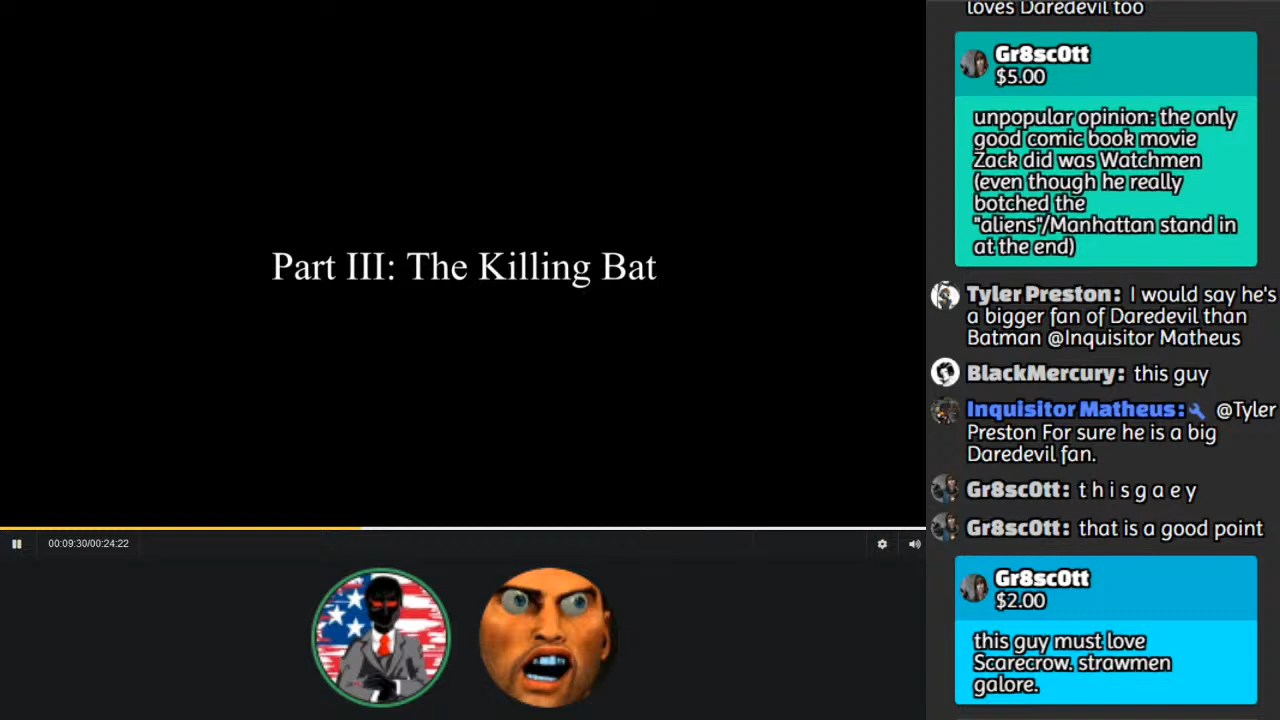 loves Daredevil too
Gr8sc0tt
$5.00
unpopular opinion: the only
good comic book movie
Zack did was Watchmen
(even though he really
botched the
"aliens"/Manhattan stand in
at the end)
Part III: The Killing Bat
Tyler Preston: I would say he's
a bigger fan of Daredevil than
Batman @Inquisitor Matheus
BlackMercury: this guy
Inquisitor Matheus: @Tyler
Preston For sure he is a big
Daredevil fan.
Gr8sc0tt: t h i s g a e y
Gr8sc0tt: that is a good point
Gr8sc0tt
$2.00
this guy must love
Scarecrow. strawmen
galore.
00:09:30/00:24:22